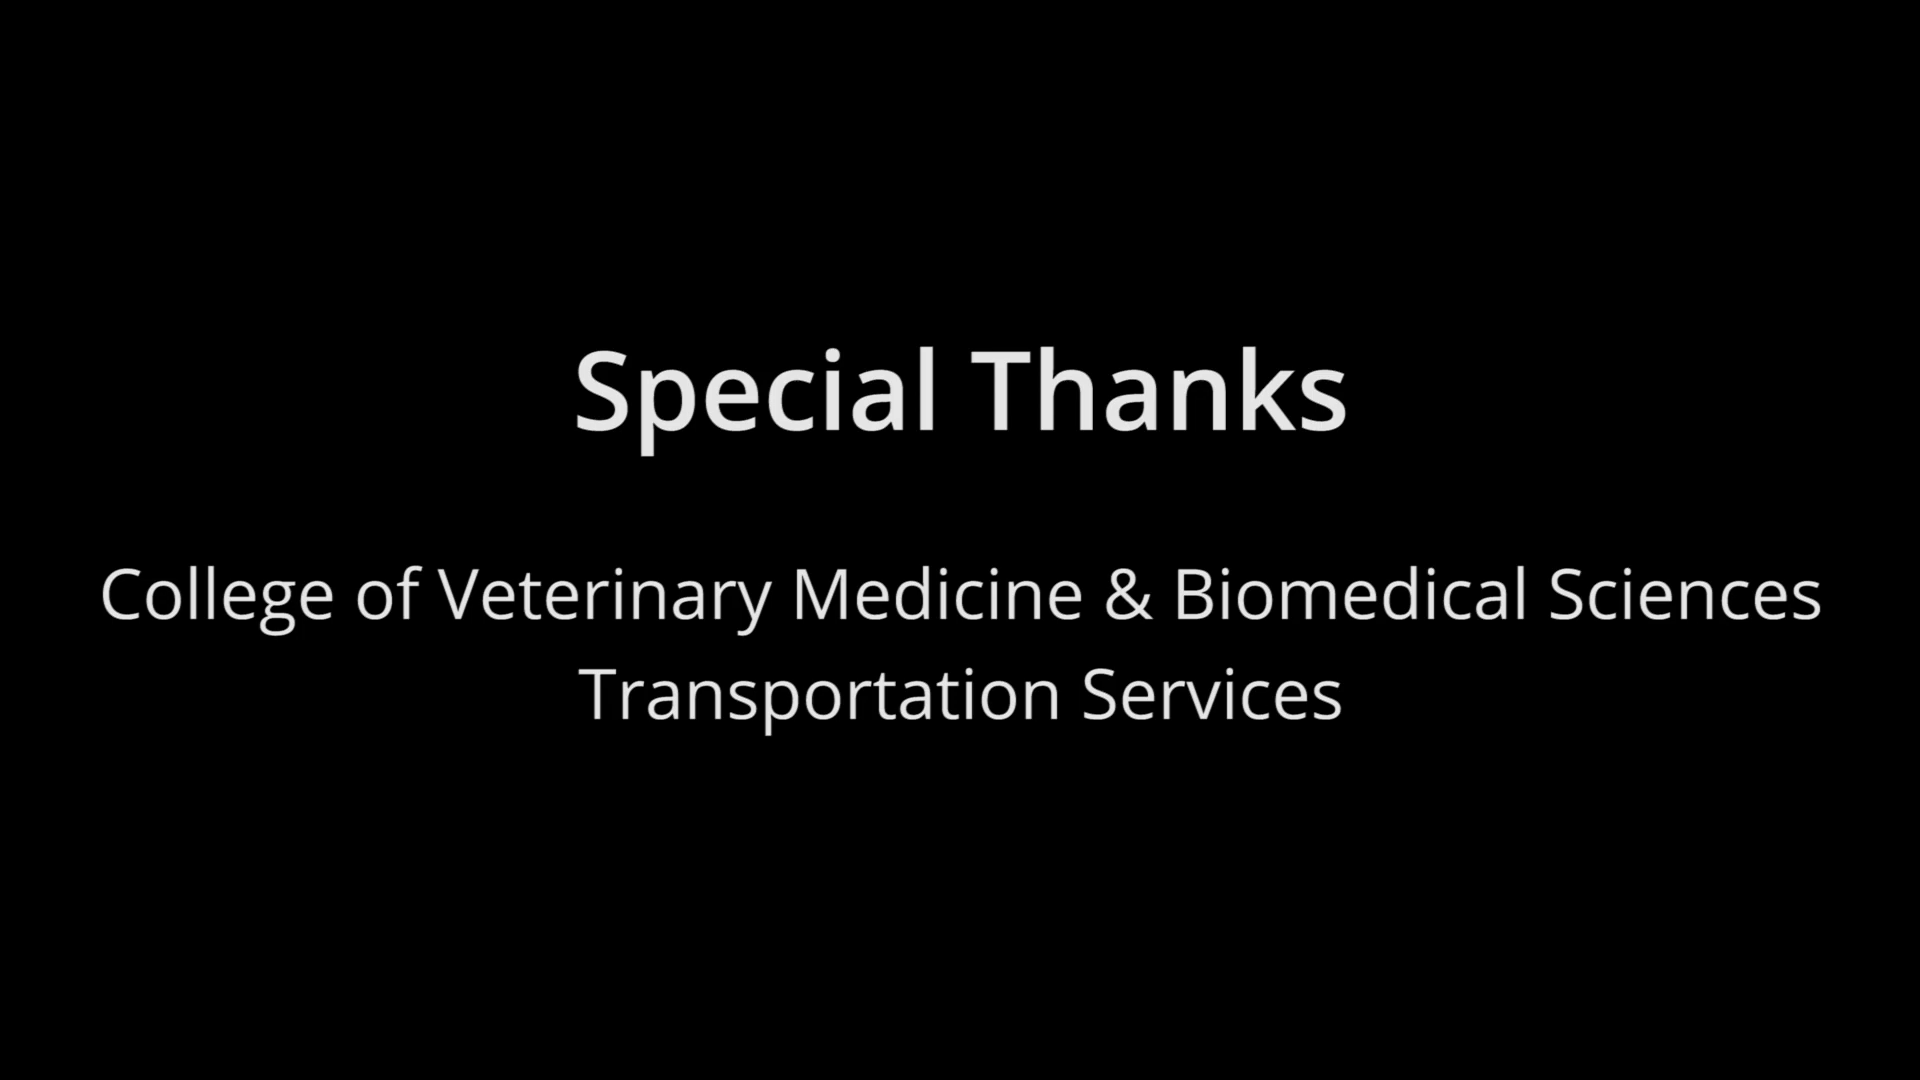 Special Thanks
College of Veterinary Medicine & Biomedical Sciences
Transportation Services